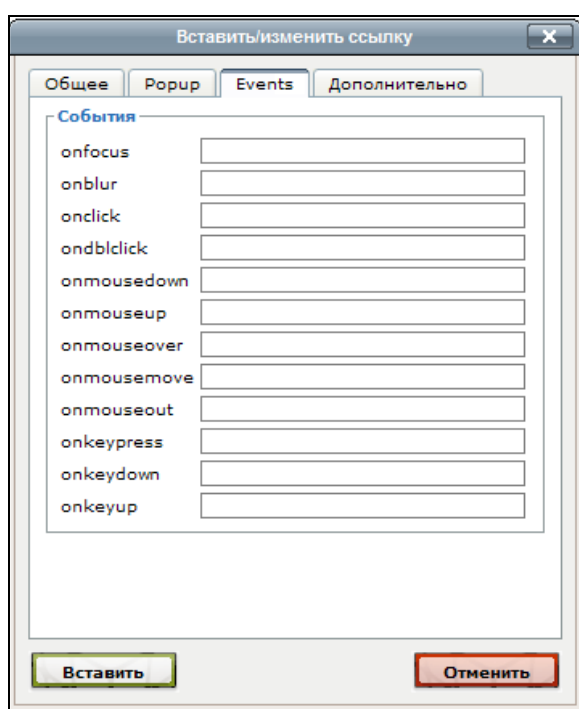 Вставить/изменить ссылку
Общее Popup Events Дополнительно
События
onfocus
onblur
onclick
ondblclick
onmousedown
onmouseup
onmouseover
onmousemove
onmouseout
onkeypress
onkeydown
onkeyup
Вставить Отменить